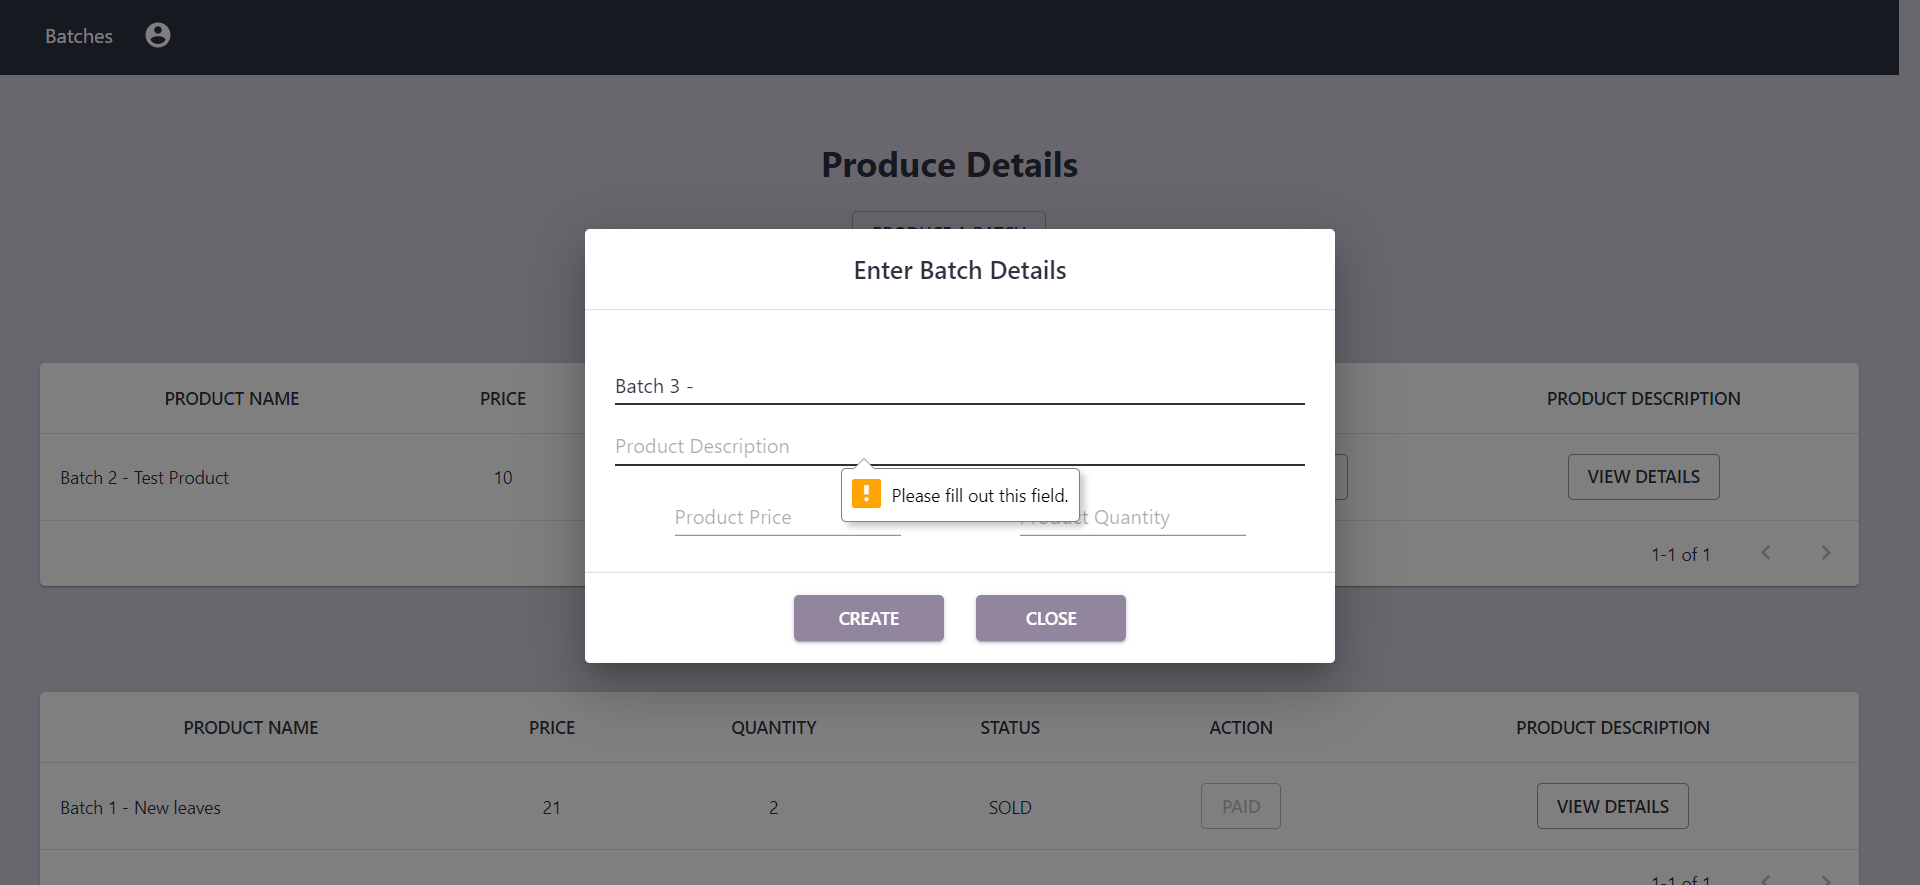 Batches
Produce Details
PRODUCE A BATCH
Enter Batch Details
Batch 3 -
Product Description
Please fill out this field.
Product Price
Product Quantity
CREATE
CLOSE
PRODUCT NAME PRICE PRODUCT DESCRIPTION
Batch 2 - Test Product 10 VIEW DETAILS
1-1 of 1
PRODUCT NAME PRICE QUANTITY STATUS ACTION PRODUCT DESCRIPTION
Batch 1 - New leaves 21 2 SOLD PAID VIEW DETAILS
1-1 of 1